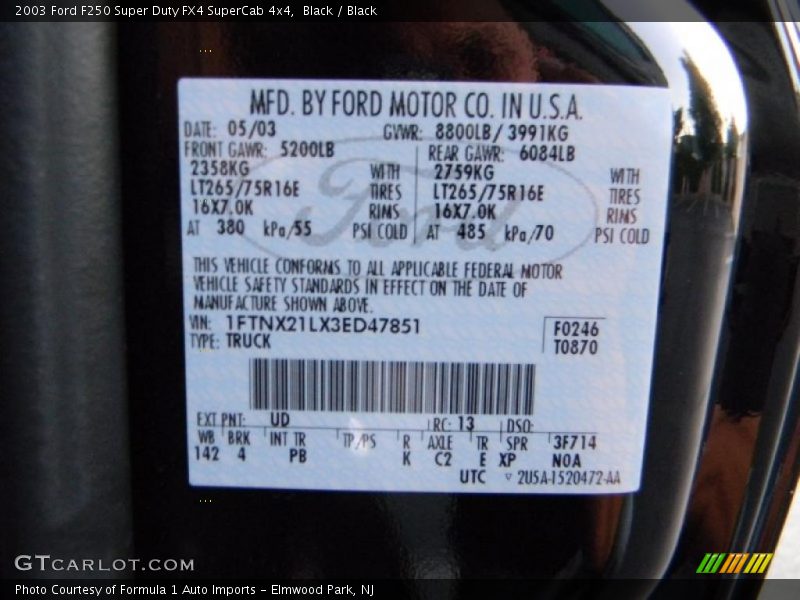 2003 Ford F250 Super Duty FX4 SuperCab 4x4, Black / Black
MFD. BY FORD MOTOR CO. IN U.S.A.
DATE: 05/03 GVWR: 8800LB/ 3991KG
FRONT GAWR: 5200LB REAR GAWR: 6084LB
2358KG WITH 2759KG WITH
LT265/75R16E TIRES LT265/75R16E TIRES
16X7.0K RIMS 16X7.0K RIMS
AT 380 kPa/55 PSI COLD AT 485 kPa/70 PSI COLD
Ford
THIS VEHICLE CONFORMS TO ALL APPLICABLE FEDERAL MOTOR
VEHICLE SAFETY STANDARDS IN EFFECT ON THE DATE OF
MANUFACTURE SHOWN ABOVE.
VIN: 1FTNX21LX3ED47851 F0246
TYPE: TRUCK T0870
EXT PNT: UD RC: 13 DSO:
WB BRK INT TR TP/PS R AXLE TR SPR 3F714
142 4 PB K C2 E XP NOA
UTC ▽ 2U5A-1520472-AA
GTCARLOT.COM
Photo Courtesy of Formula 1 Auto Imports – Elmwood Park, NJ